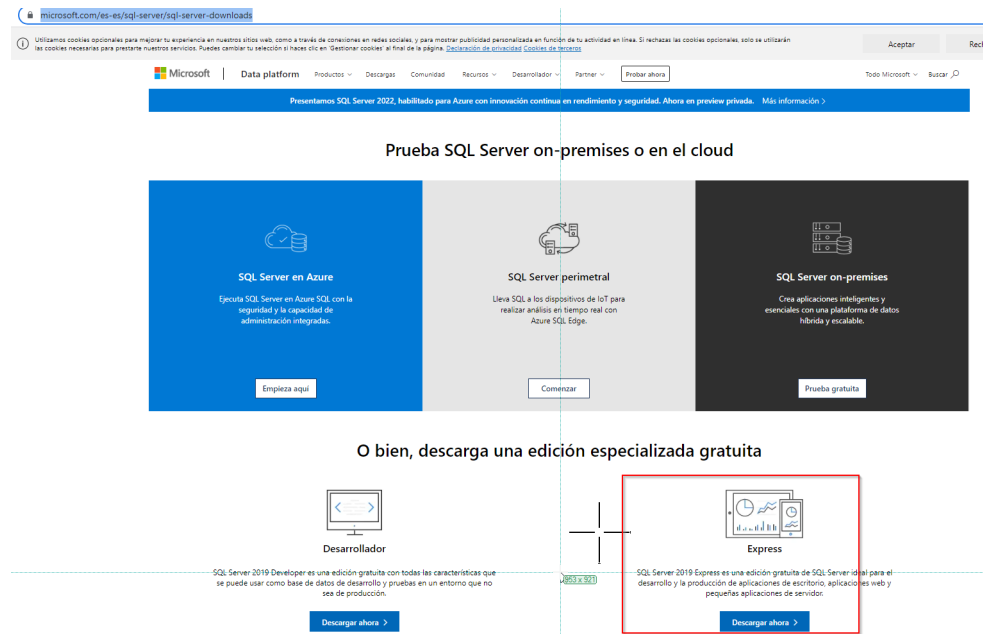 microsoft.com/es-es/sql-server/sql-server-downloads
Utilizamos cookies opcionales para mejorar tu experiencia en nuestros sitios web, como a través de conexiones en redes sociales, y para mostrar publicidad personalizada en función de tu actividad en línea. Si rechazas las cookies opcionales, solo se utilizarán
las cookies necesarias para prestarte nuestros servicios. Puedes cambiar tu selección si haces clic en 'Gestionar cookies' al final de la página. Declaración de privacidad Cookies de terceros
Aceptar
Rech
Microsoft
Data platform
Productos
Descargas
Comunidad
Recursos
Desarrollador
Partner
Probar ahora
Todo Microsoft
Buscar
Presentamos SQL Server 2022, habilitado para Azure con innovación continua en rendimiento y seguridad. Ahora en preview privada. Más información >
Prueba SQL Server on-premises o en el cloud
SQL Server en Azure
Ejecuta SQL Server en Azure SQL con la
seguridad y la capacidad de
administración integradas.
Empieza aquí
SQL Server perimetral
Lleva SQL a los dispositivos de IoT para
realizar análisis en tiempo real con
Azure SQL Edge.
Comenzar
SQL Server on-premises
Crea aplicaciones inteligentes y
esenciales con una plataforma de datos
híbrida y escalable.
Prueba gratuita
O bien, descarga una edición especializada gratuita
Desarrollador
SQL Server 2019 Developer es una edición gratuita con todas las características que
se puede usar como base de datos de desarrollo y pruebas en un entorno que no
sea de producción.
Descargar ahora >
953 x 921
Express
SQL Server 2019 Express es una edición gratuita de SQL Server ideal para el
desarrollo y la producción de aplicaciones de escritorio, aplicaciones web y
pequeñas aplicaciones de servidor.
Descargar ahora >